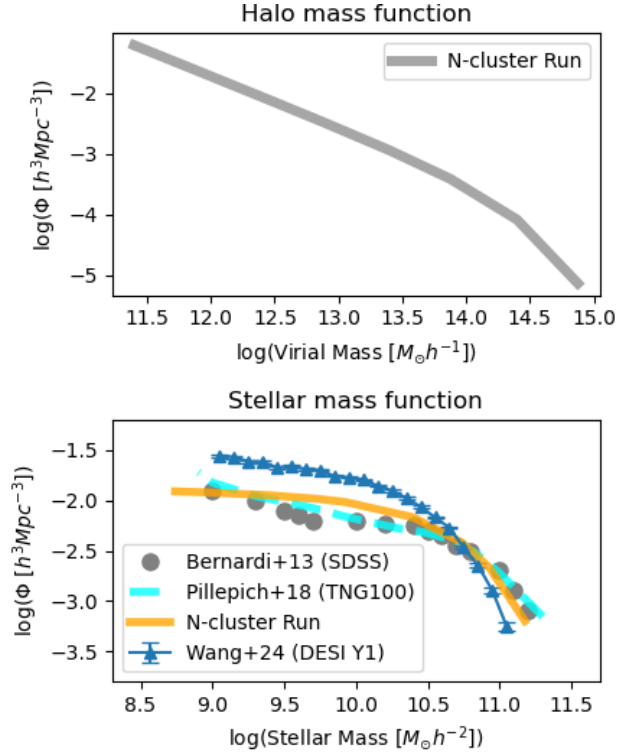 Halo mass function
N-cluster Run
−2
−3
−4
−5
log(Φ [h³Mpc⁻³])
11.5 12.0 12.5 13.0 13.5 14.0 14.5 15.0
log(Virial Mass [M⊙h⁻¹])
Stellar mass function
−1.5
−2.0
−2.5
−3.0
−3.5
log(Φ [h³Mpc⁻³])
Bernardi+13 (SDSS)
Pillepich+18 (TNG100)
N-cluster Run
Wang+24 (DESI Y1)
8.5 9.0 9.5 10.0 10.5 11.0 11.5
log(Stellar Mass [M⊙h⁻²])